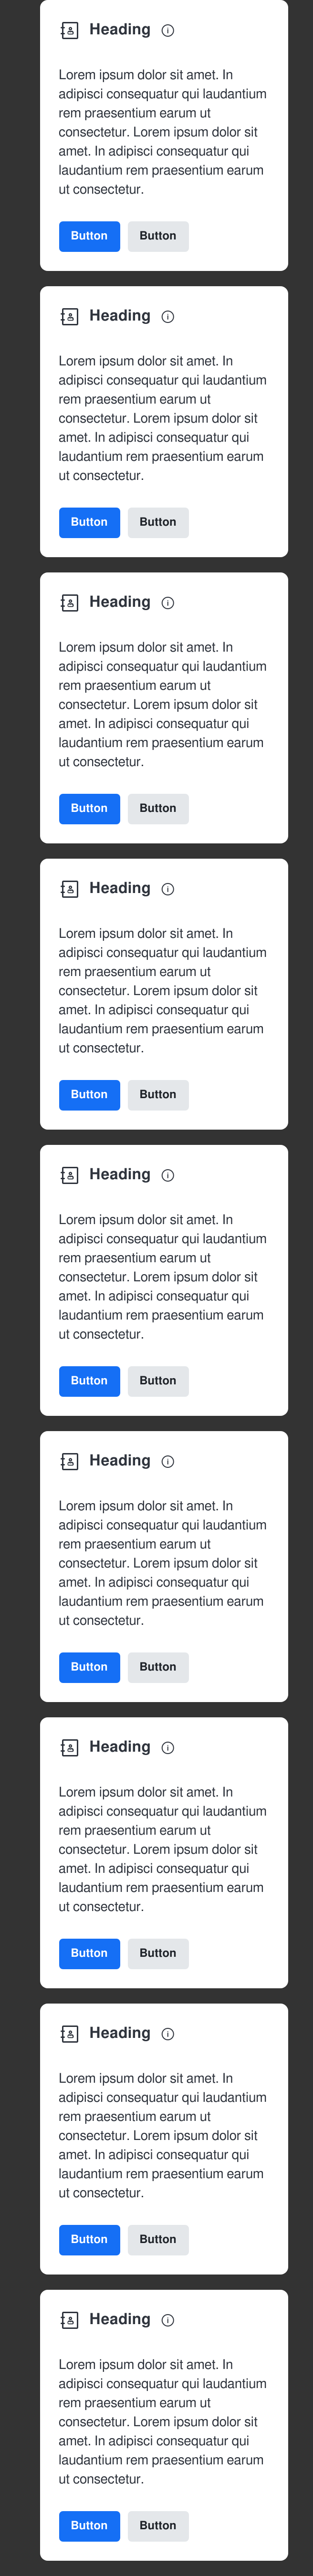 Heading
Lorem ipsum dolor sit amet. In
adipisci consequatur qui laudantium
rem praesentium earum ut
consectetur. Lorem ipsum dolor sit
amet. In adipisci consequatur qui
laudantium rem praesentium earum
ut consectetur.
Button Button
Heading
Lorem ipsum dolor sit amet. In
adipisci consequatur qui laudantium
rem praesentium earum ut
consectetur. Lorem ipsum dolor sit
amet. In adipisci consequatur qui
laudantium rem praesentium earum
ut consectetur.
Button Button
Heading
Lorem ipsum dolor sit amet. In
adipisci consequatur qui laudantium
rem praesentium earum ut
consectetur. Lorem ipsum dolor sit
amet. In adipisci consequatur qui
laudantium rem praesentium earum
ut consectetur.
Button Button
Heading
Lorem ipsum dolor sit amet. In
adipisci consequatur qui laudantium
rem praesentium earum ut
consectetur. Lorem ipsum dolor sit
amet. In adipisci consequatur qui
laudantium rem praesentium earum
ut consectetur.
Button Button
Heading
Lorem ipsum dolor sit amet. In
adipisci consequatur qui laudantium
rem praesentium earum ut
consectetur. Lorem ipsum dolor sit
amet. In adipisci consequatur qui
laudantium rem praesentium earum
ut consectetur.
Button Button
Heading
Lorem ipsum dolor sit amet. In
adipisci consequatur qui laudantium
rem praesentium earum ut
consectetur. Lorem ipsum dolor sit
amet. In adipisci consequatur qui
laudantium rem praesentium earum
ut consectetur.
Button Button
Heading
Lorem ipsum dolor sit amet. In
adipisci consequatur qui laudantium
rem praesentium earum ut
consectetur. Lorem ipsum dolor sit
amet. In adipisci consequatur qui
laudantium rem praesentium earum
ut consectetur.
Button Button
Heading
Lorem ipsum dolor sit amet. In
adipisci consequatur qui laudantium
rem praesentium earum ut
consectetur. Lorem ipsum dolor sit
amet. In adipisci consequatur qui
laudantium rem praesentium earum
ut consectetur.
Button Button
Heading
Lorem ipsum dolor sit amet. In
adipisci consequatur qui laudantium
rem praesentium earum ut
consectetur. Lorem ipsum dolor sit
amet. In adipisci consequatur qui
laudantium rem praesentium earum
ut consectetur.
Button Button